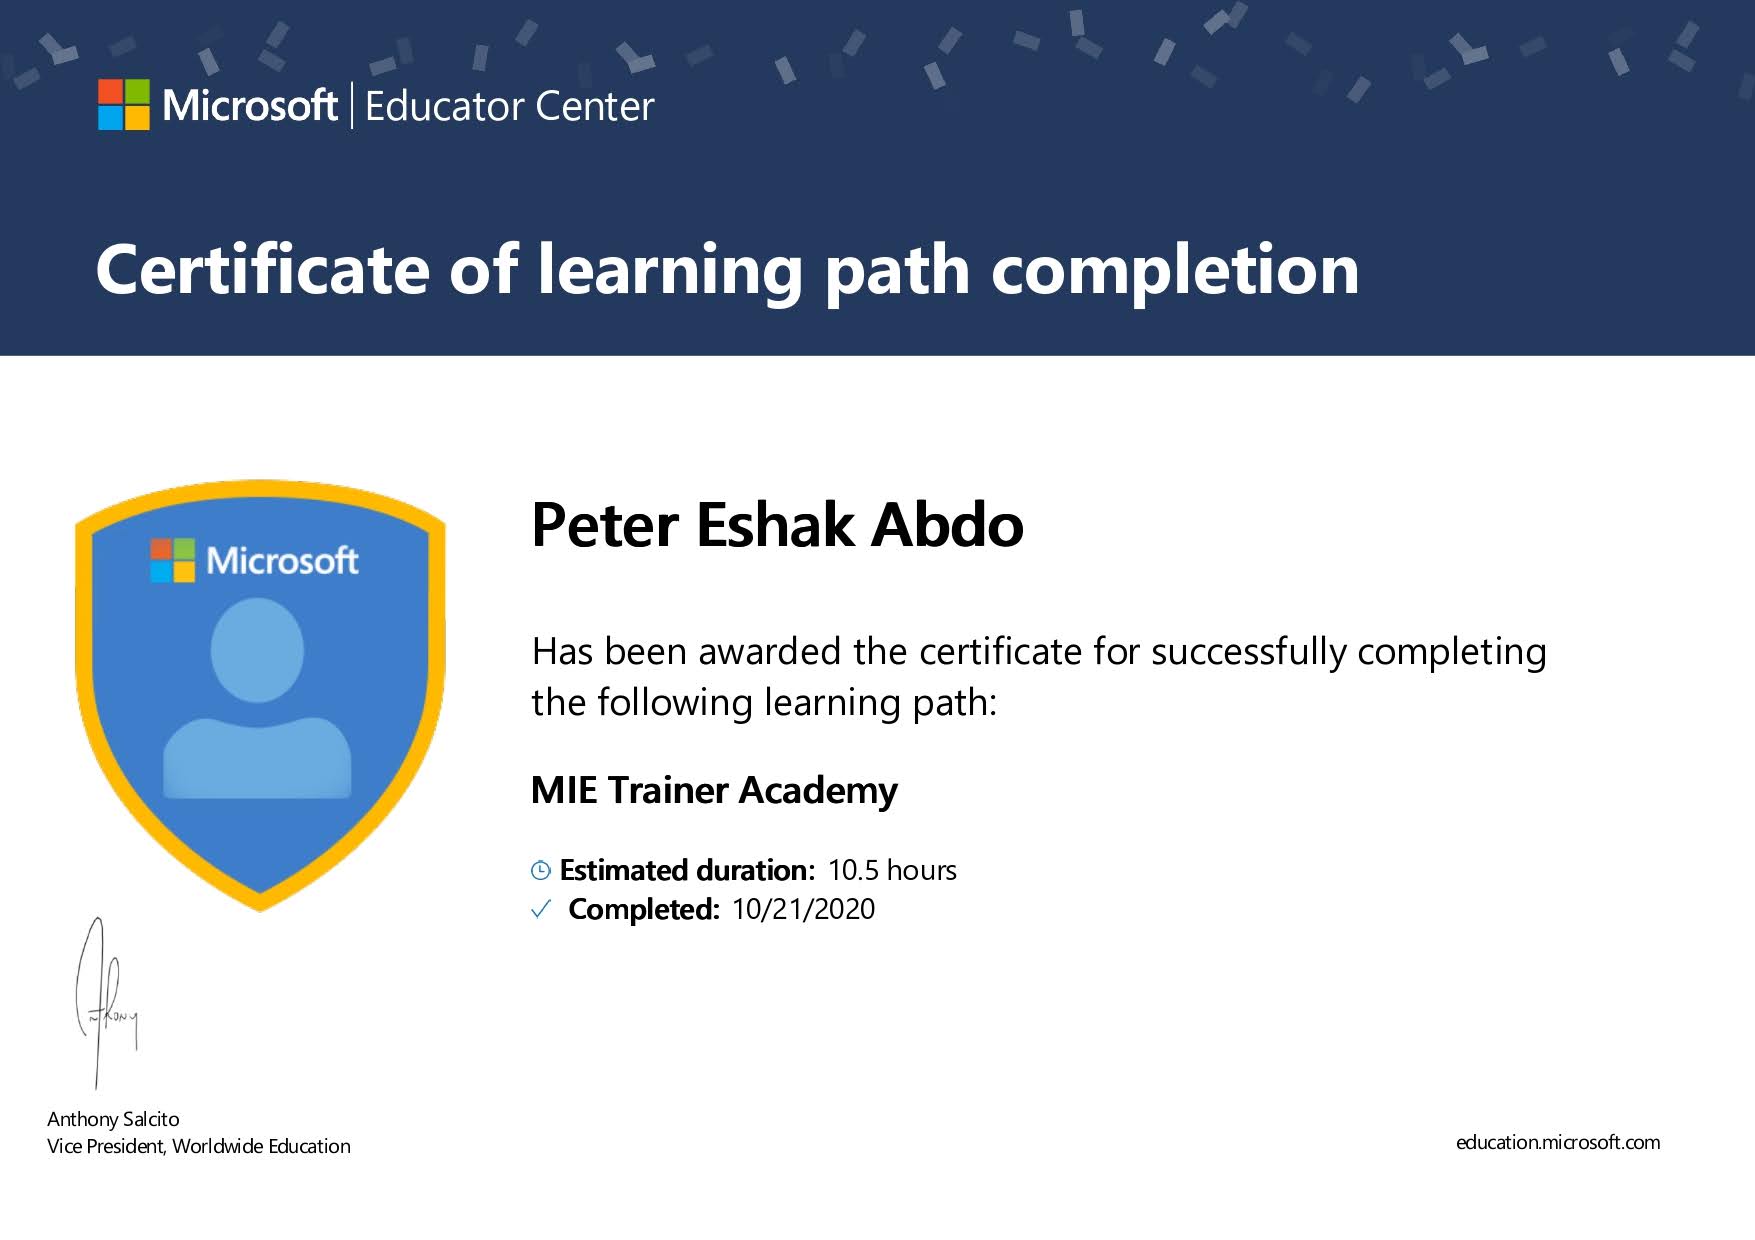 Microsoft | Educator Center
Certificate of learning path completion
Microsoft
Peter Eshak Abdo
Has been awarded the certificate for successfully completing
the following learning path:
MIE Trainer Academy
Estimated duration: 10.5 hours
Completed: 10/21/2020
Anthony
Anthony Salcito
Vice President, Worldwide Education
education.microsoft.com